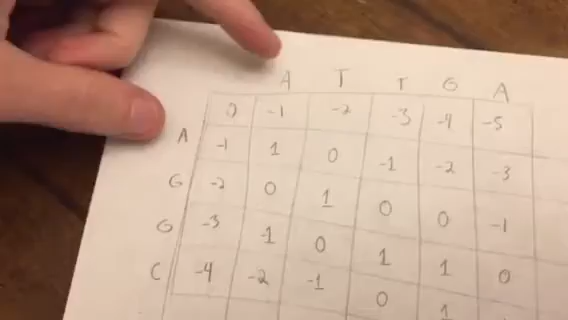 A T T G A
0 -1 -2 -3 -4 -5
A -1 1 0 -1 -2 -3
G -2 0 1 0 0 -1
G -3 -1 0 1 1 0
C -4 -2 -1 0 1